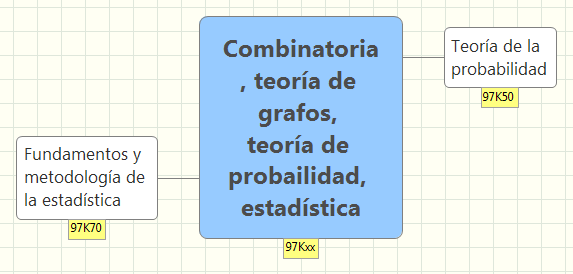 Combinatoria
, teoría de
grafos,
teoría de
probailidad,
estadística
97Kxx
Teoría de la
probabilidad
97K50
Fundamentos y
metodología de
la estadística
97K70